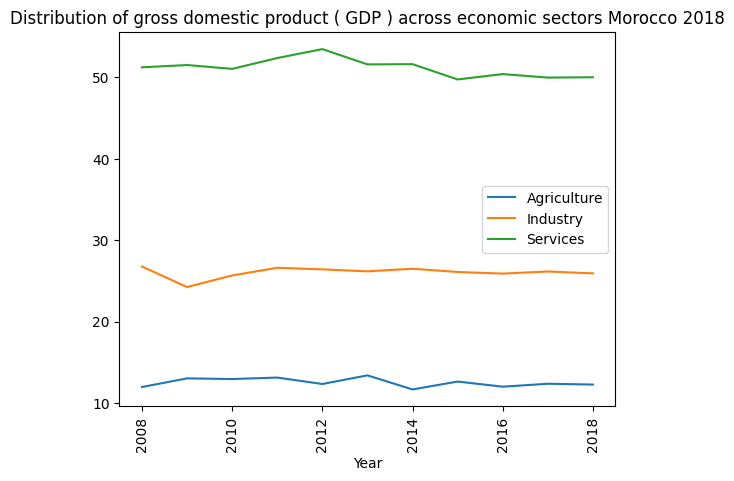 Distribution of gross domestic product ( GDP ) across economic sectors Morocco 2018
50
40
30
20
10
Agriculture
Industry
Services
2008
2010
2012
2014
2016
2018
Year